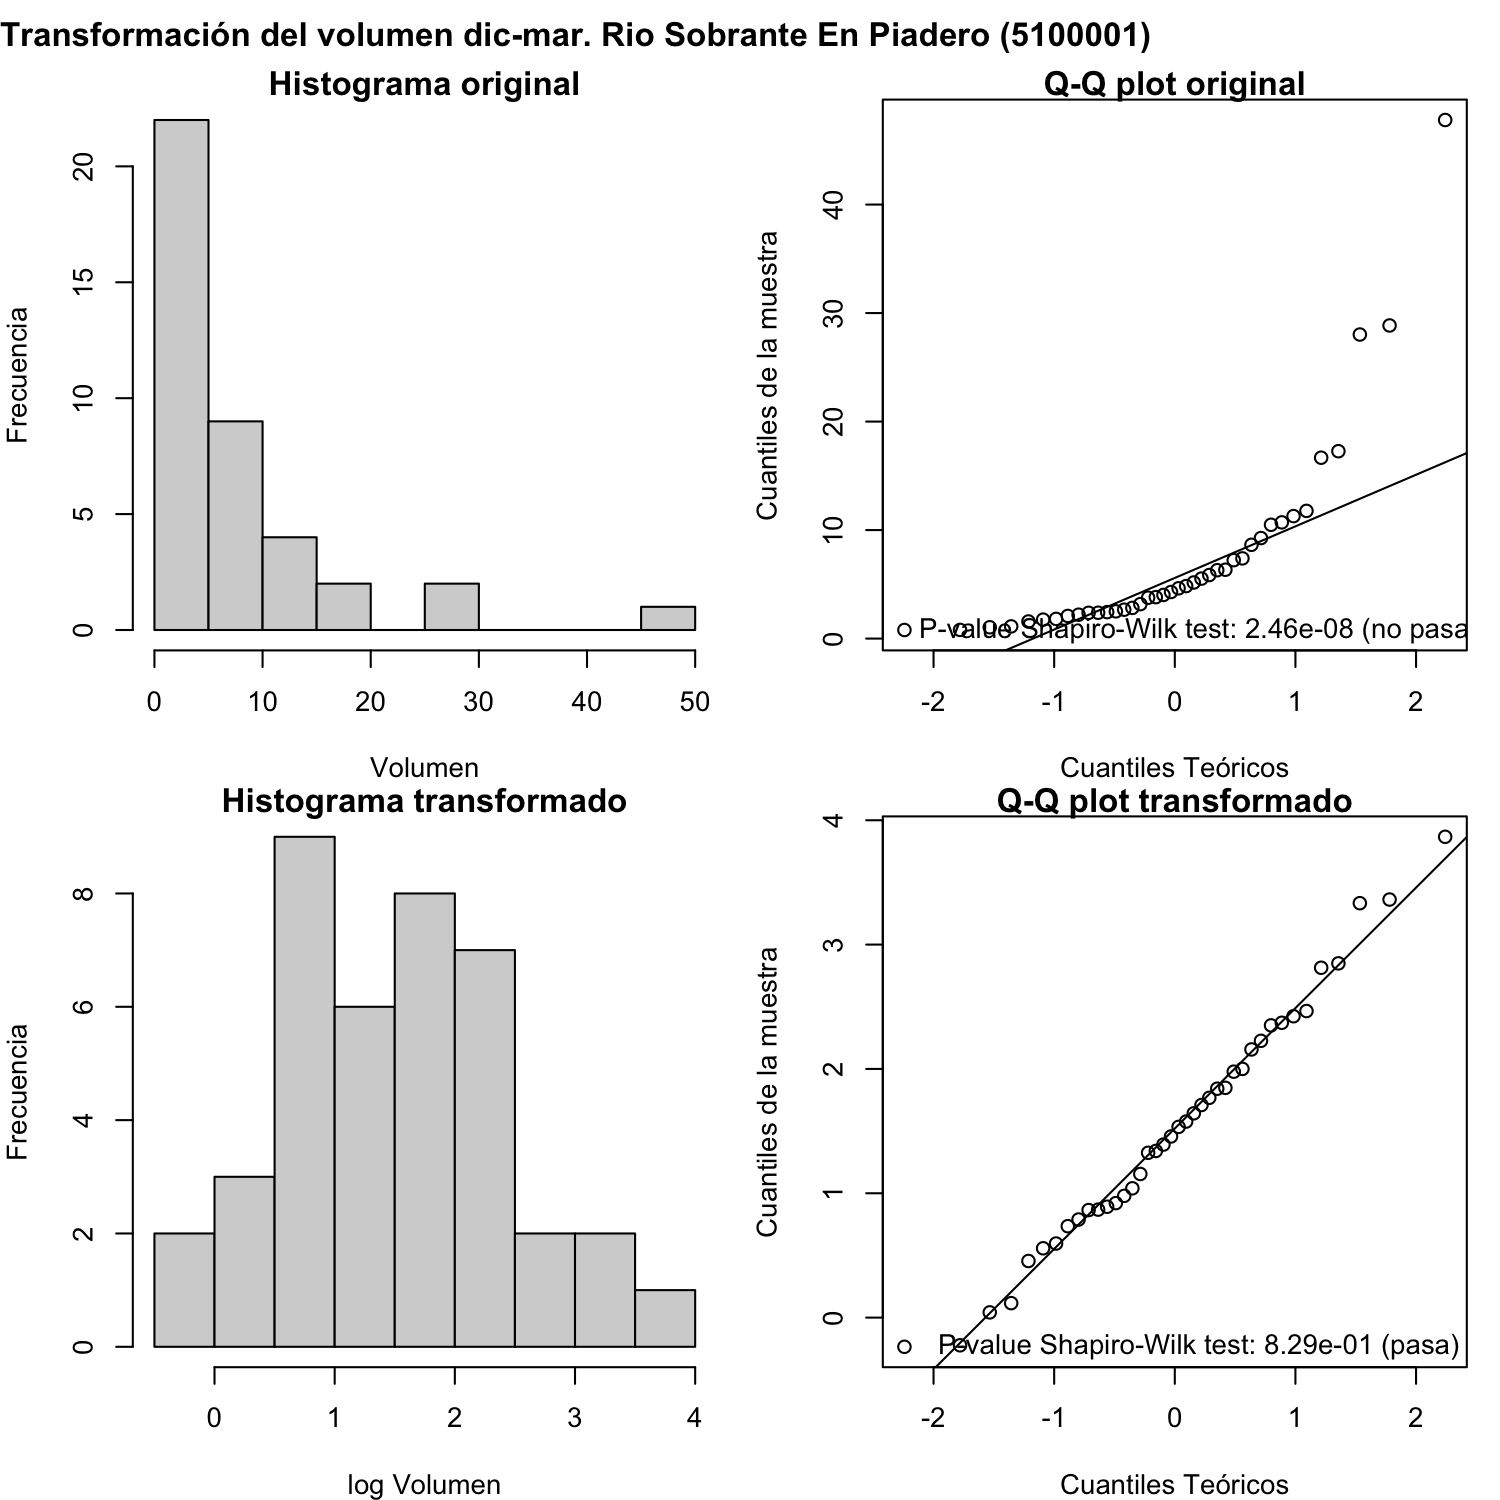 Transformación del volumen dic-mar. Rio Sobrante En Piadero (5100001)
Histograma original
Frecuencia
20
15
10
5
0
0 10 20 30 40 50
Volumen
Q-Q plot original
Cuantiles de la muestra
40
30
20
10
0
P-value Shapiro-Wilk test: 2.46e-08 (no pasa
-2 -1 0 1 2
Cuantiles Teóricos
Histograma transformado
Frecuencia
8
6
4
2
0
0 1 2 3 4
log Volumen
Q-Q plot transformado
Cuantiles de la muestra
4
3
2
1
0
P-value Shapiro-Wilk test: 8.29e-01 (pasa)
-2 -1 0 1 2
Cuantiles Teóricos